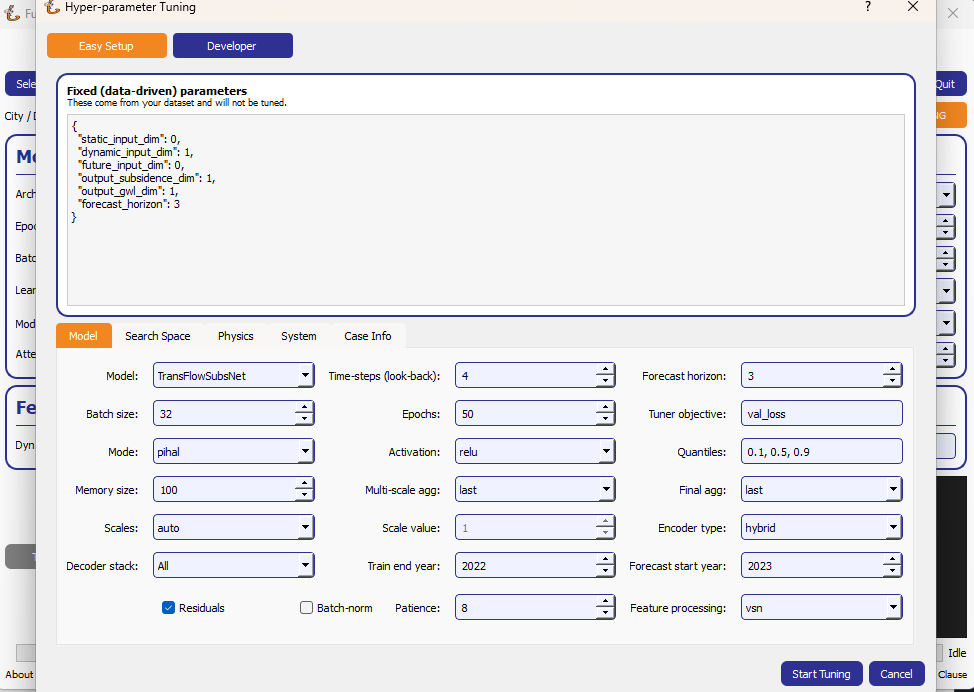 Fu
Hyper-parameter Tuning
?
Easy Setup
Developer
Sele
Quit
City / D
NG
Fixed (data-driven) parameters
These come from your dataset and will not be tuned.
{
"static_input_dim": 0,
"dynamic_input_dim": 1,
"future_input_dim": 0,
"output_subsidence_dim": 1,
"output_gwl_dim": 1,
"forecast_horizon": 3
}
Mo
Arch
Epoc
Batc
Lear
Mod
Atte
Fe
Dyn
Model
Search Space
Physics
System
Case Info
Model: TransFlowSubsNet Time-steps (look-back): 4 Forecast horizon: 3
Batch size: 32 Epochs: 50 Tuner objective: val_loss
Mode: pihal Activation: relu Quantiles: 0.1, 0.5, 0.9
Memory size: 100 Multi-scale agg: last Final agg: last
Scales: auto Scale value: 1 Encoder type: hybrid
Decoder stack: All Train end year: 2022 Forecast start year: 2023
Residuals Batch-norm Patience: 8 Feature processing: vsn
T
Idle
About
Start Tuning
Cancel
Clause